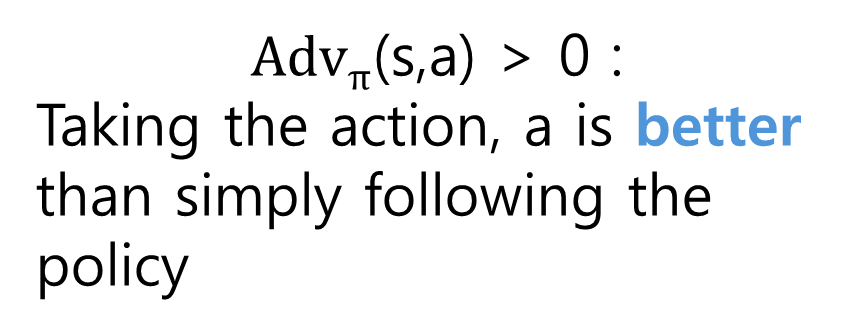 Adv_π(s,a) > 0 :
Taking the action, a is better
than simply following the
policy